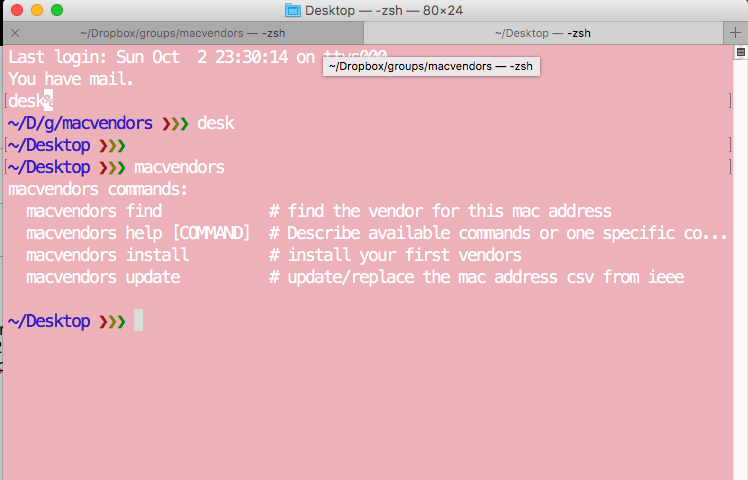 Desktop — -zsh — 80×24
~/Dropbox/groups/macvendors — -zsh
~/Desktop — -zsh
Last login: Sun Oct  2 23:30:14 on ttys000
~/Dropbox/groups/macvendors — -zsh
You have mail.
desk%
~/D/g/macvendors ❯❯❯ desk
~/Desktop ❯❯❯
~/Desktop ❯❯❯ macvendors
macvendors commands:
  macvendors find            # find the vendor for this mac address
  macvendors help [COMMAND]  # Describe available commands or one specific co...
  macvendors install         # install your first vendors
  macvendors update          # update/replace the mac address csv from ieee
~/Desktop ❯❯❯